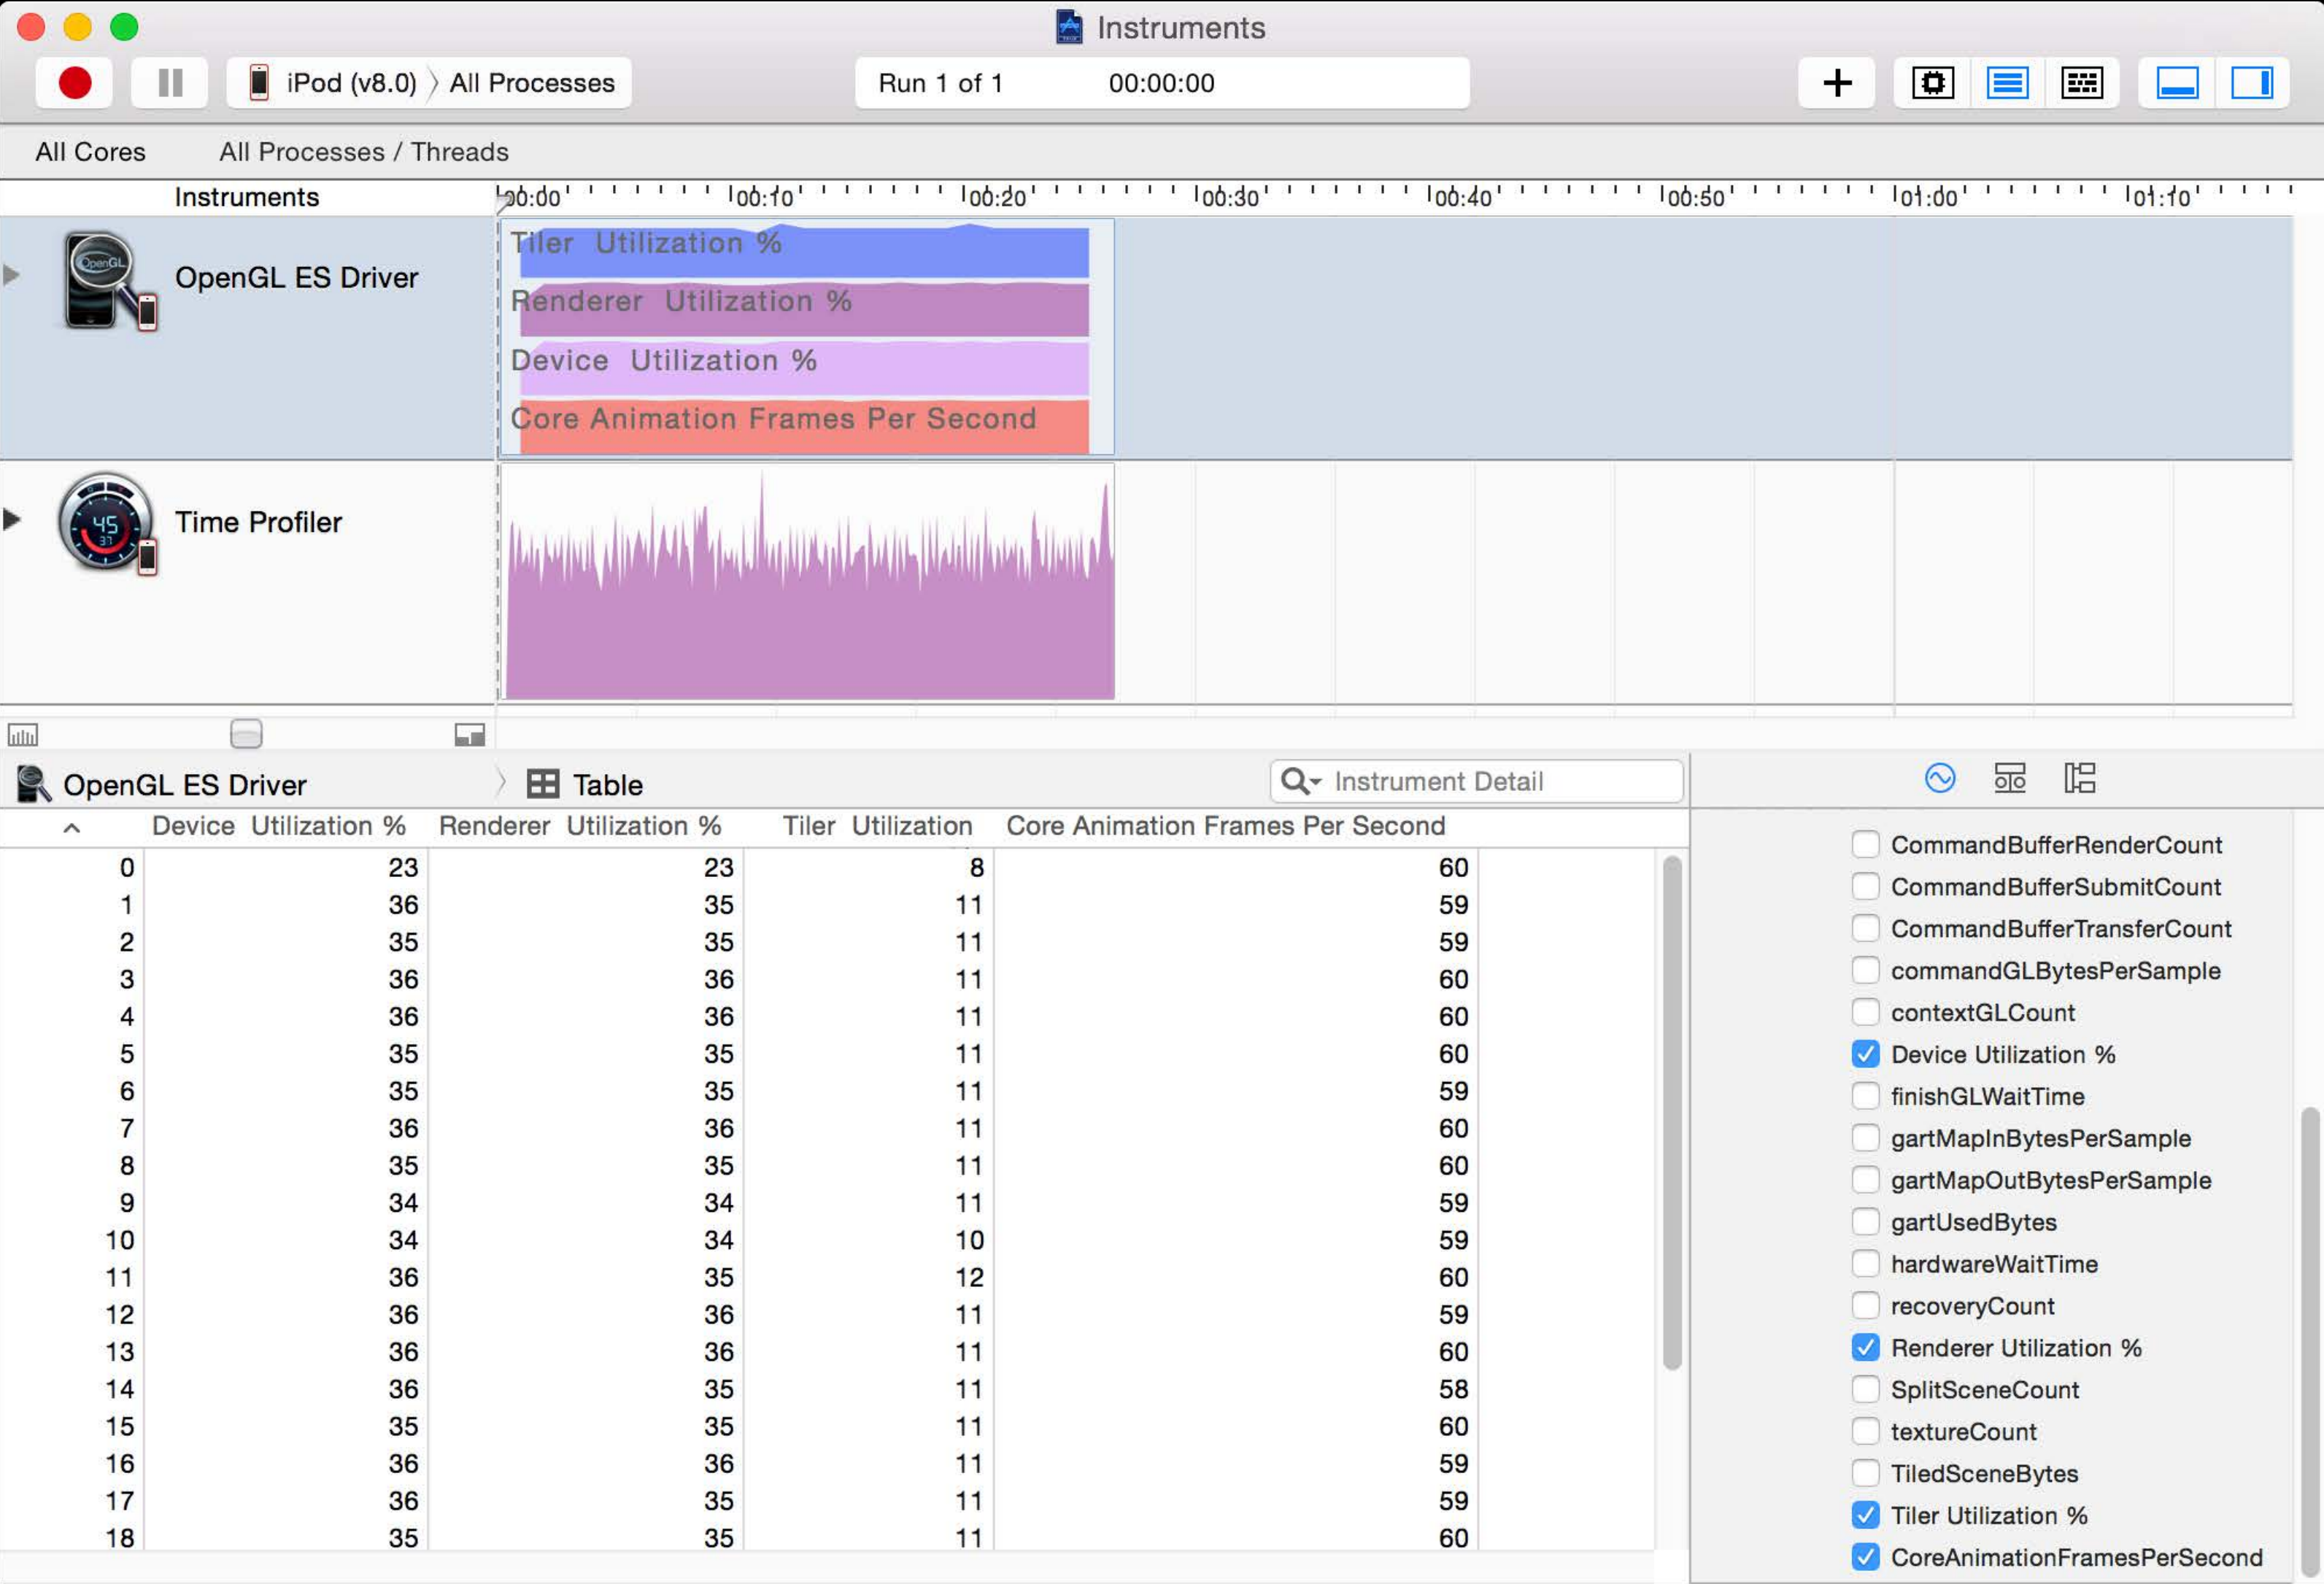 Instruments
iPod (v8.0) 〉 All Processes
Run 1 of 1 00:00:00
All Cores All Processes / Threads
Instruments 00:00 00:10 00:20 00:30 00:40 00:50 01:00 01:10
OpenGL
OpenGL ES Driver
Tiler Utilization %
Renderer Utilization %
Device Utilization %
Core Animation Frames Per Second
45
37
Time Profiler
OpenGL ES Driver 〉 Table Instrument Detail
Device Utilization % Renderer Utilization % Tiler Utilization Core Animation Frames Per Second
0 23 23 8 60
1 36 35 11 59
2 35 35 11 59
3 36 36 11 60
4 36 36 11 60
5 35 35 11 60
6 35 35 11 59
7 36 36 11 60
8 35 35 11 60
9 34 34 11 59
10 34 34 10 59
11 36 35 12 60
12 36 36 11 59
13 36 36 11 60
14 36 35 11 58
15 35 35 11 60
16 36 36 11 59
17 36 35 11 59
18 35 35 11 60
CommandBufferRenderCount
CommandBufferSubmitCount
CommandBufferTransferCount
commandGLBytesPerSample
contextGLCount
Device Utilization %
finishGLWaitTime
gartMapInBytesPerSample
gartMapOutBytesPerSample
gartUsedBytes
hardwareWaitTime
recoveryCount
Renderer Utilization %
SplitSceneCount
textureCount
TiledSceneBytes
Tiler Utilization %
CoreAnimationFramesPerSecond